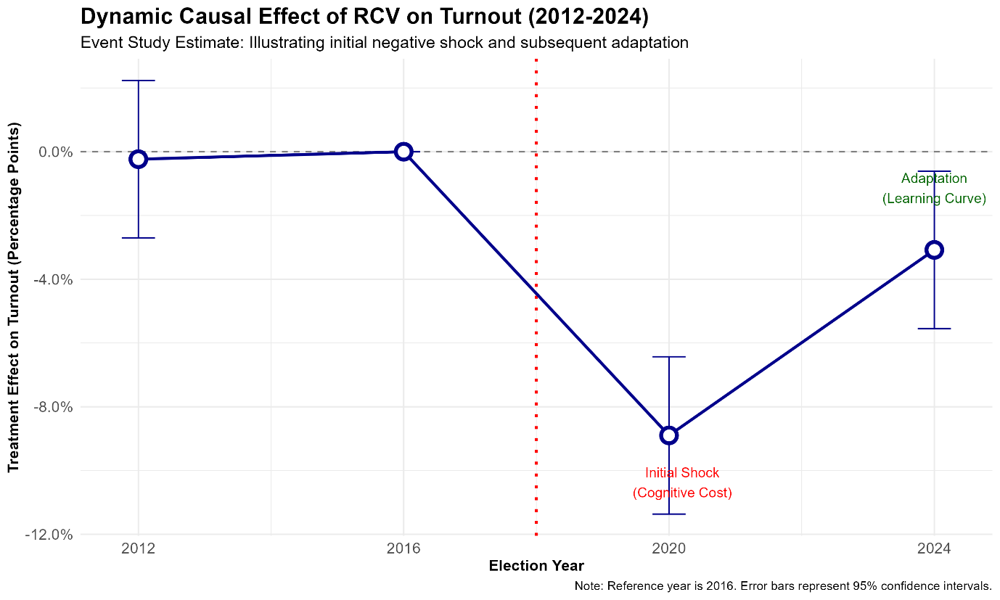 Dynamic Causal Effect of RCV on Turnout (2012-2024)
Event Study Estimate: Illustrating initial negative shock and subsequent adaptation
Treatment Effect on Turnout (Percentage Points)
0.0%
-4.0%
-8.0%
-12.0%
Adaptation
(Learning Curve)
Initial Shock
(Cognitive Cost)
2012
2016
2020
2024
Election Year
Note: Reference year is 2016. Error bars represent 95% confidence intervals.